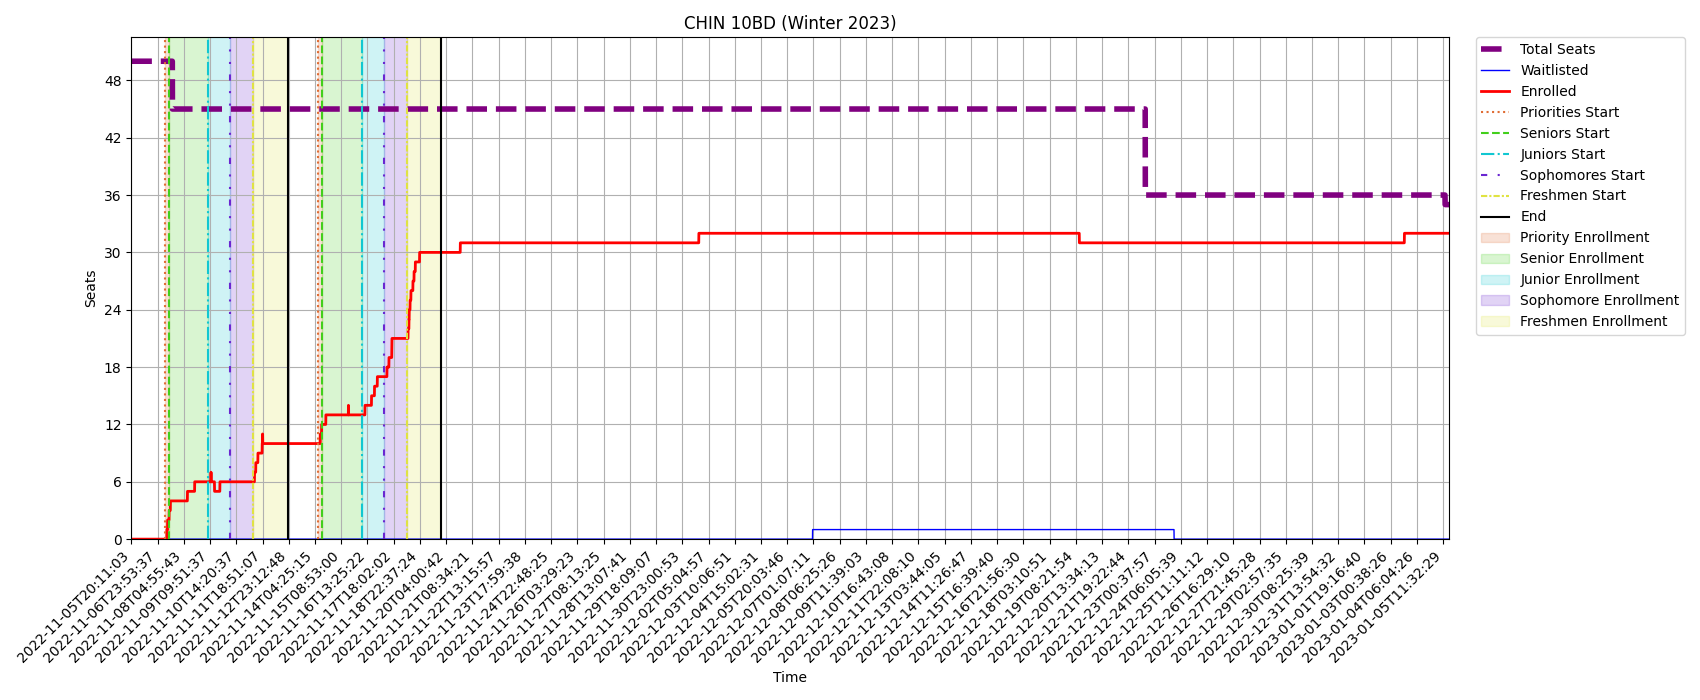 CHIN 10BD (Winter 2023)
Seats
48
42
36
30
24
18
12
6
0
2022-11-05T20:11:03
2022-11-06T23:53:37
2022-11-08T04:55:43
2022-11-09T09:51:37
2022-11-10T14:20:37
2022-11-11T18:51:07
2022-11-12T23:12:48
2022-11-14T04:25:15
2022-11-15T08:53:00
2022-11-16T13:25:22
2022-11-17T18:02:02
2022-11-18T22:37:24
2022-11-20T04:00:42
2022-11-21T08:34:21
2022-11-22T13:15:57
2022-11-23T17:59:38
2022-11-24T22:48:25
2022-11-26T03:29:23
2022-11-27T08:13:25
2022-11-28T13:07:41
2022-11-29T18:09:07
2022-11-30T23:00:53
2022-12-02T05:04:57
2022-12-03T10:06:51
2022-12-04T15:02:31
2022-12-05T20:03:46
2022-12-07T01:07:11
2022-12-08T06:25:26
2022-12-09T11:39:03
2022-12-10T16:43:08
2022-12-11T22:08:10
2022-12-13T03:44:05
2022-12-14T11:26:47
2022-12-15T16:39:40
2022-12-16T21:56:30
2022-12-18T03:10:51
2022-12-19T08:21:54
2022-12-20T13:34:13
2022-12-21T19:22:44
2022-12-23T00:37:57
2022-12-24T06:05:39
2022-12-25T11:11:12
2022-12-26T16:29:10
2022-12-27T21:45:28
2022-12-29T02:57:35
2022-12-30T08:25:39
2022-12-31T13:54:32
2023-01-01T19:16:40
2023-01-03T00:38:26
2023-01-04T06:04:26
2023-01-05T11:32:29
Time
Total Seats
Waitlisted
Enrolled
Priorities Start
Seniors Start
Juniors Start
Sophomores Start
Freshmen Start
End
Priority Enrollment
Senior Enrollment
Junior Enrollment
Sophomore Enrollment
Freshmen Enrollment